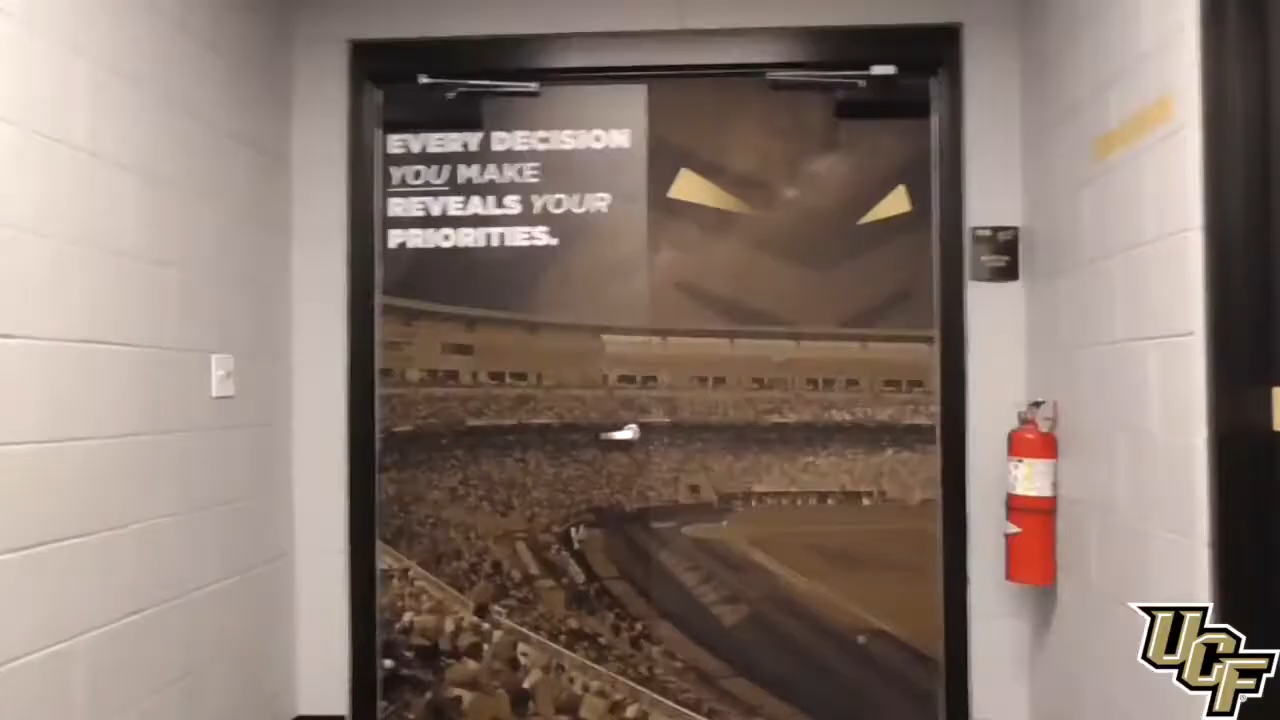 EVERY DECISION
YOU MAKE
REVEALS YOUR
PRIORITIES.
UCF